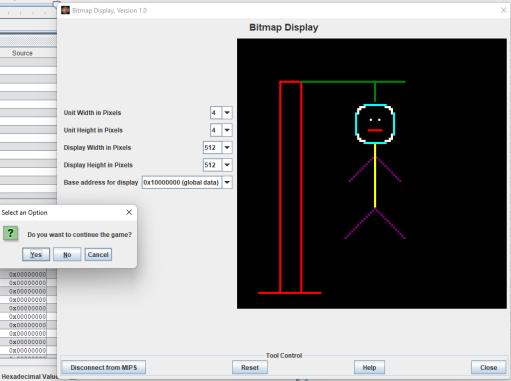 Bitmap Display, Version 1.0
Bitmap Display
Source
Unit Width in Pixels 4
Unit Height in Pixels 4
Display Width in Pixels 512
Display Height in Pixels 512
Base address for display 0x10000000 (global data)
Select an Option
Do you want to continue the game?
Yes No Cancel
0x00000000
0x00000000
0x00000000
0x00000000
0x00000000
0x00000000
0x00000000
0x00000000
0x00000000
0x00000000
Tool Control
Disconnect from MIPS Reset Help Close
Hexadecimal Value